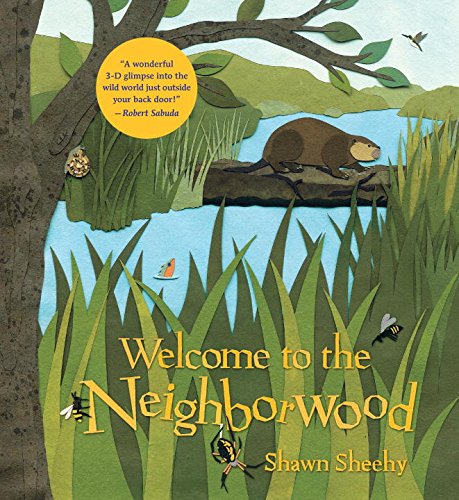 "A wonderful
3-D glimpse into the
wild world just outside
your back door!"
—Robert Sabuda
Welcome to the
Neighborwood
Shawn Sheehy